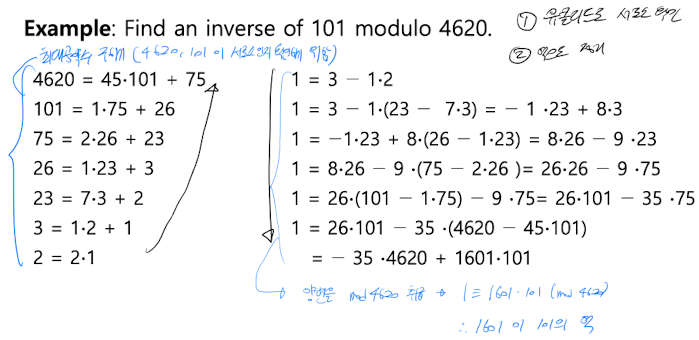 Example: Find an inverse of 101 modulo 4620.
① 유클리드로 서로소 확인
② 역으로 정리
최대공약수 구하기 (4620, 101 이 서로소인지 확인하기 위함)
4620 = 45·101 + 75
101 = 1·75 + 26
75 = 2·26 + 23
26 = 1·23 + 3
23 = 7·3 + 2
3 = 1·2 + 1
2 = 2·1
1 = 3 − 1·2
1 = 3 − 1·(23 − 7·3) = − 1 ·23 + 8·3
1 = −1·23 + 8·(26 − 1·23) = 8·26 − 9 ·23
1 = 8·26 − 9 ·(75 − 2·26 )= 26·26 − 9 ·75
1 = 26·(101 − 1·75) − 9 ·75= 26·101 − 35 ·75
1 = 26·101 − 35 ·(4620 − 45·101)
= − 35 ·4620 + 1601·101
→ 양변을 mod 4620 취함 → 1 ≡ 1601 · 101 (mod 4620)
∴ 1601 이 101의 역